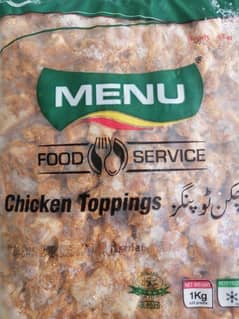 MENU
FOOD SERVICE
Chicken Toppings چکن ٹوپنگز
NET WEIGHT
1Kg